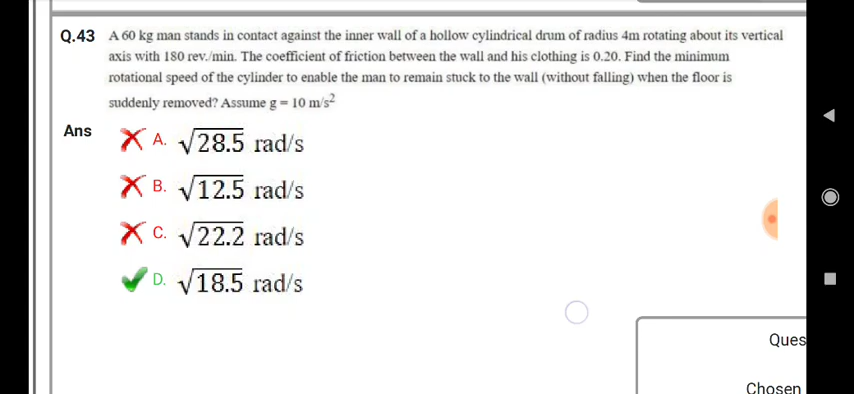 Q.43 A 60 kg man stands in contact against the inner wall of a hollow cylindrical drum of radius 4m rotating about its vertical
axis with 180 rev./min. The coefficient of friction between the wall and his clothing is 0.20. Find the minimum
rotational speed of the cylinder to enable the man to remain stuck to the wall (without falling) when the floor is
suddenly removed? Assume g = 10 m/s²
Ans
A. √28.5 rad/s
B. √12.5 rad/s
C. √22.2 rad/s
D. √18.5 rad/s
Ques
Chosen